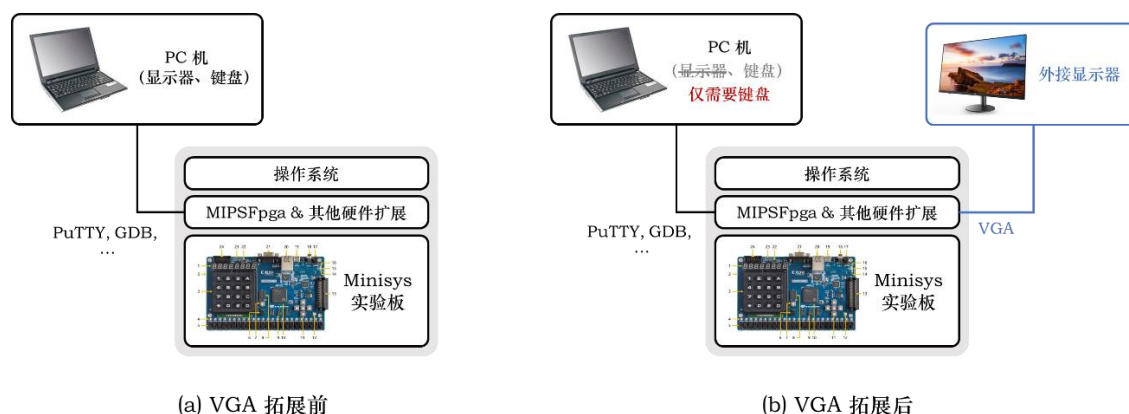 PC 机
(显示器、键盘)
操作系统
MIPSFpga & 其他硬件扩展
PuTTY, GDB,
…
Minisys
实验板
(a) VGA 拓展前
PC 机
(显示器、键盘)
仅需要键盘
外接显示器
操作系统
MIPSFpga & 其他硬件扩展
VGA
PuTTY, GDB,
…
Minisys
实验板
(b) VGA 拓展后